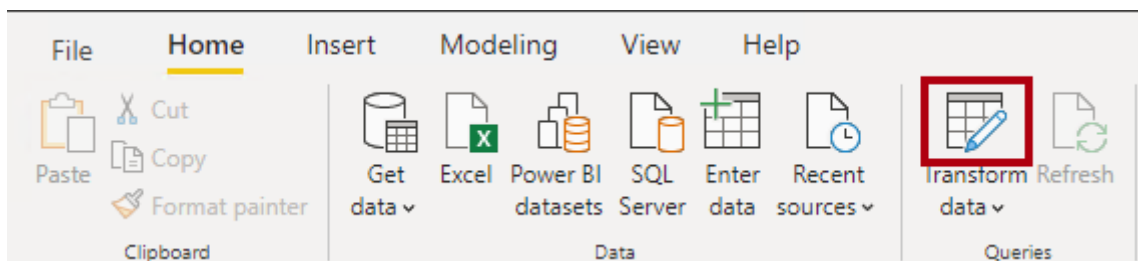 File Home Insert Modeling View Help
Cut
Copy
Format painter
Paste
Clipboard
Get data
Excel
Power BI datasets
SQL Server
Enter data
Recent sources
Data
Transform data
Refresh
Queries